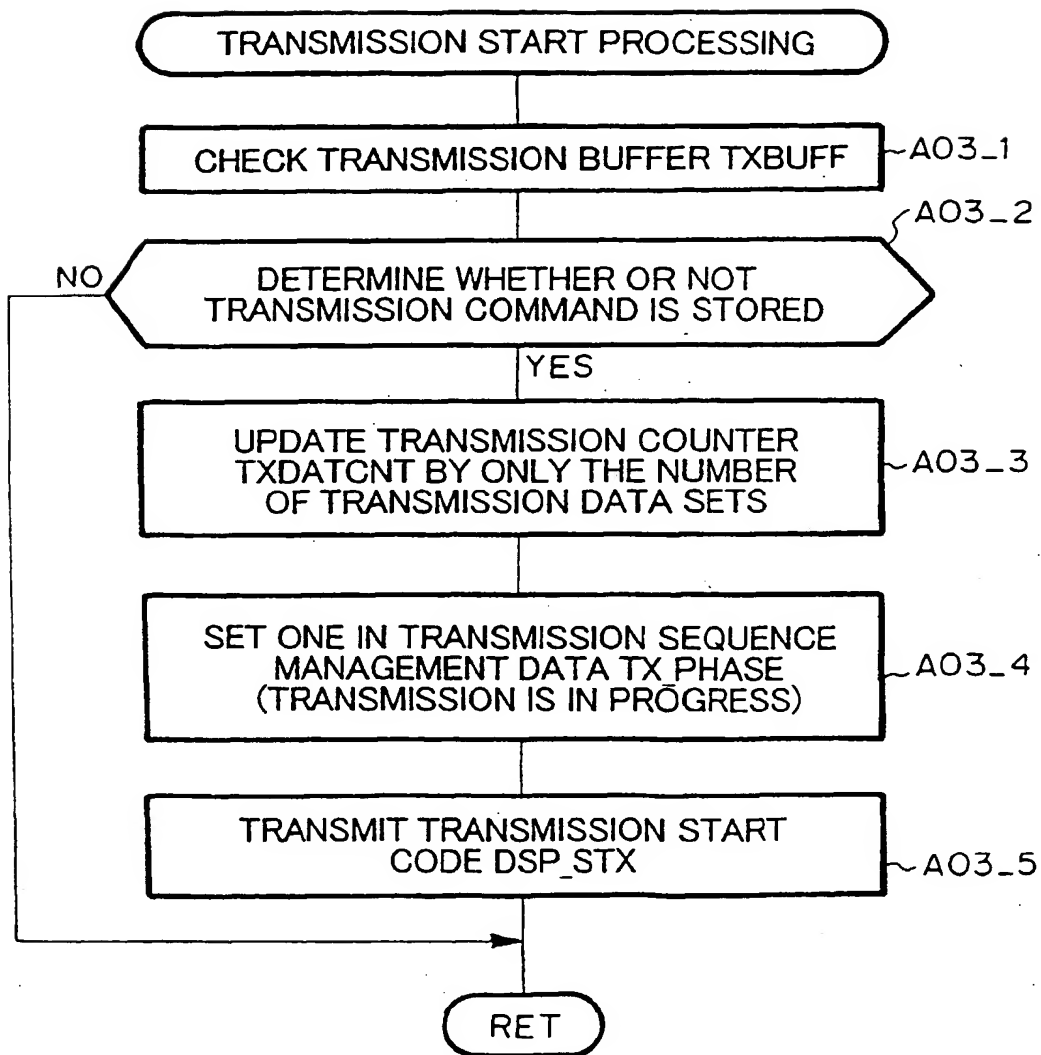 TRANSMISSION START PROCESSING
CHECK TRANSMISSION BUFFER TXBUFF
A03_1
A03_2
NO
DETERMINE WHETHER OR NOT
TRANSMISSION COMMAND IS STORED
YES
UPDATE TRANSMISSION COUNTER
TXDATCNT BY ONLY THE NUMBER
OF TRANSMISSION DATA SETS
A03_3
SET ONE IN TRANSMISSION SEQUENCE
MANAGEMENT DATA TX_PHASE
(TRANSMISSION IS IN PROGRESS)
A03_4
TRANSMIT TRANSMISSION START
CODE DSP_STX
A03_5
RET